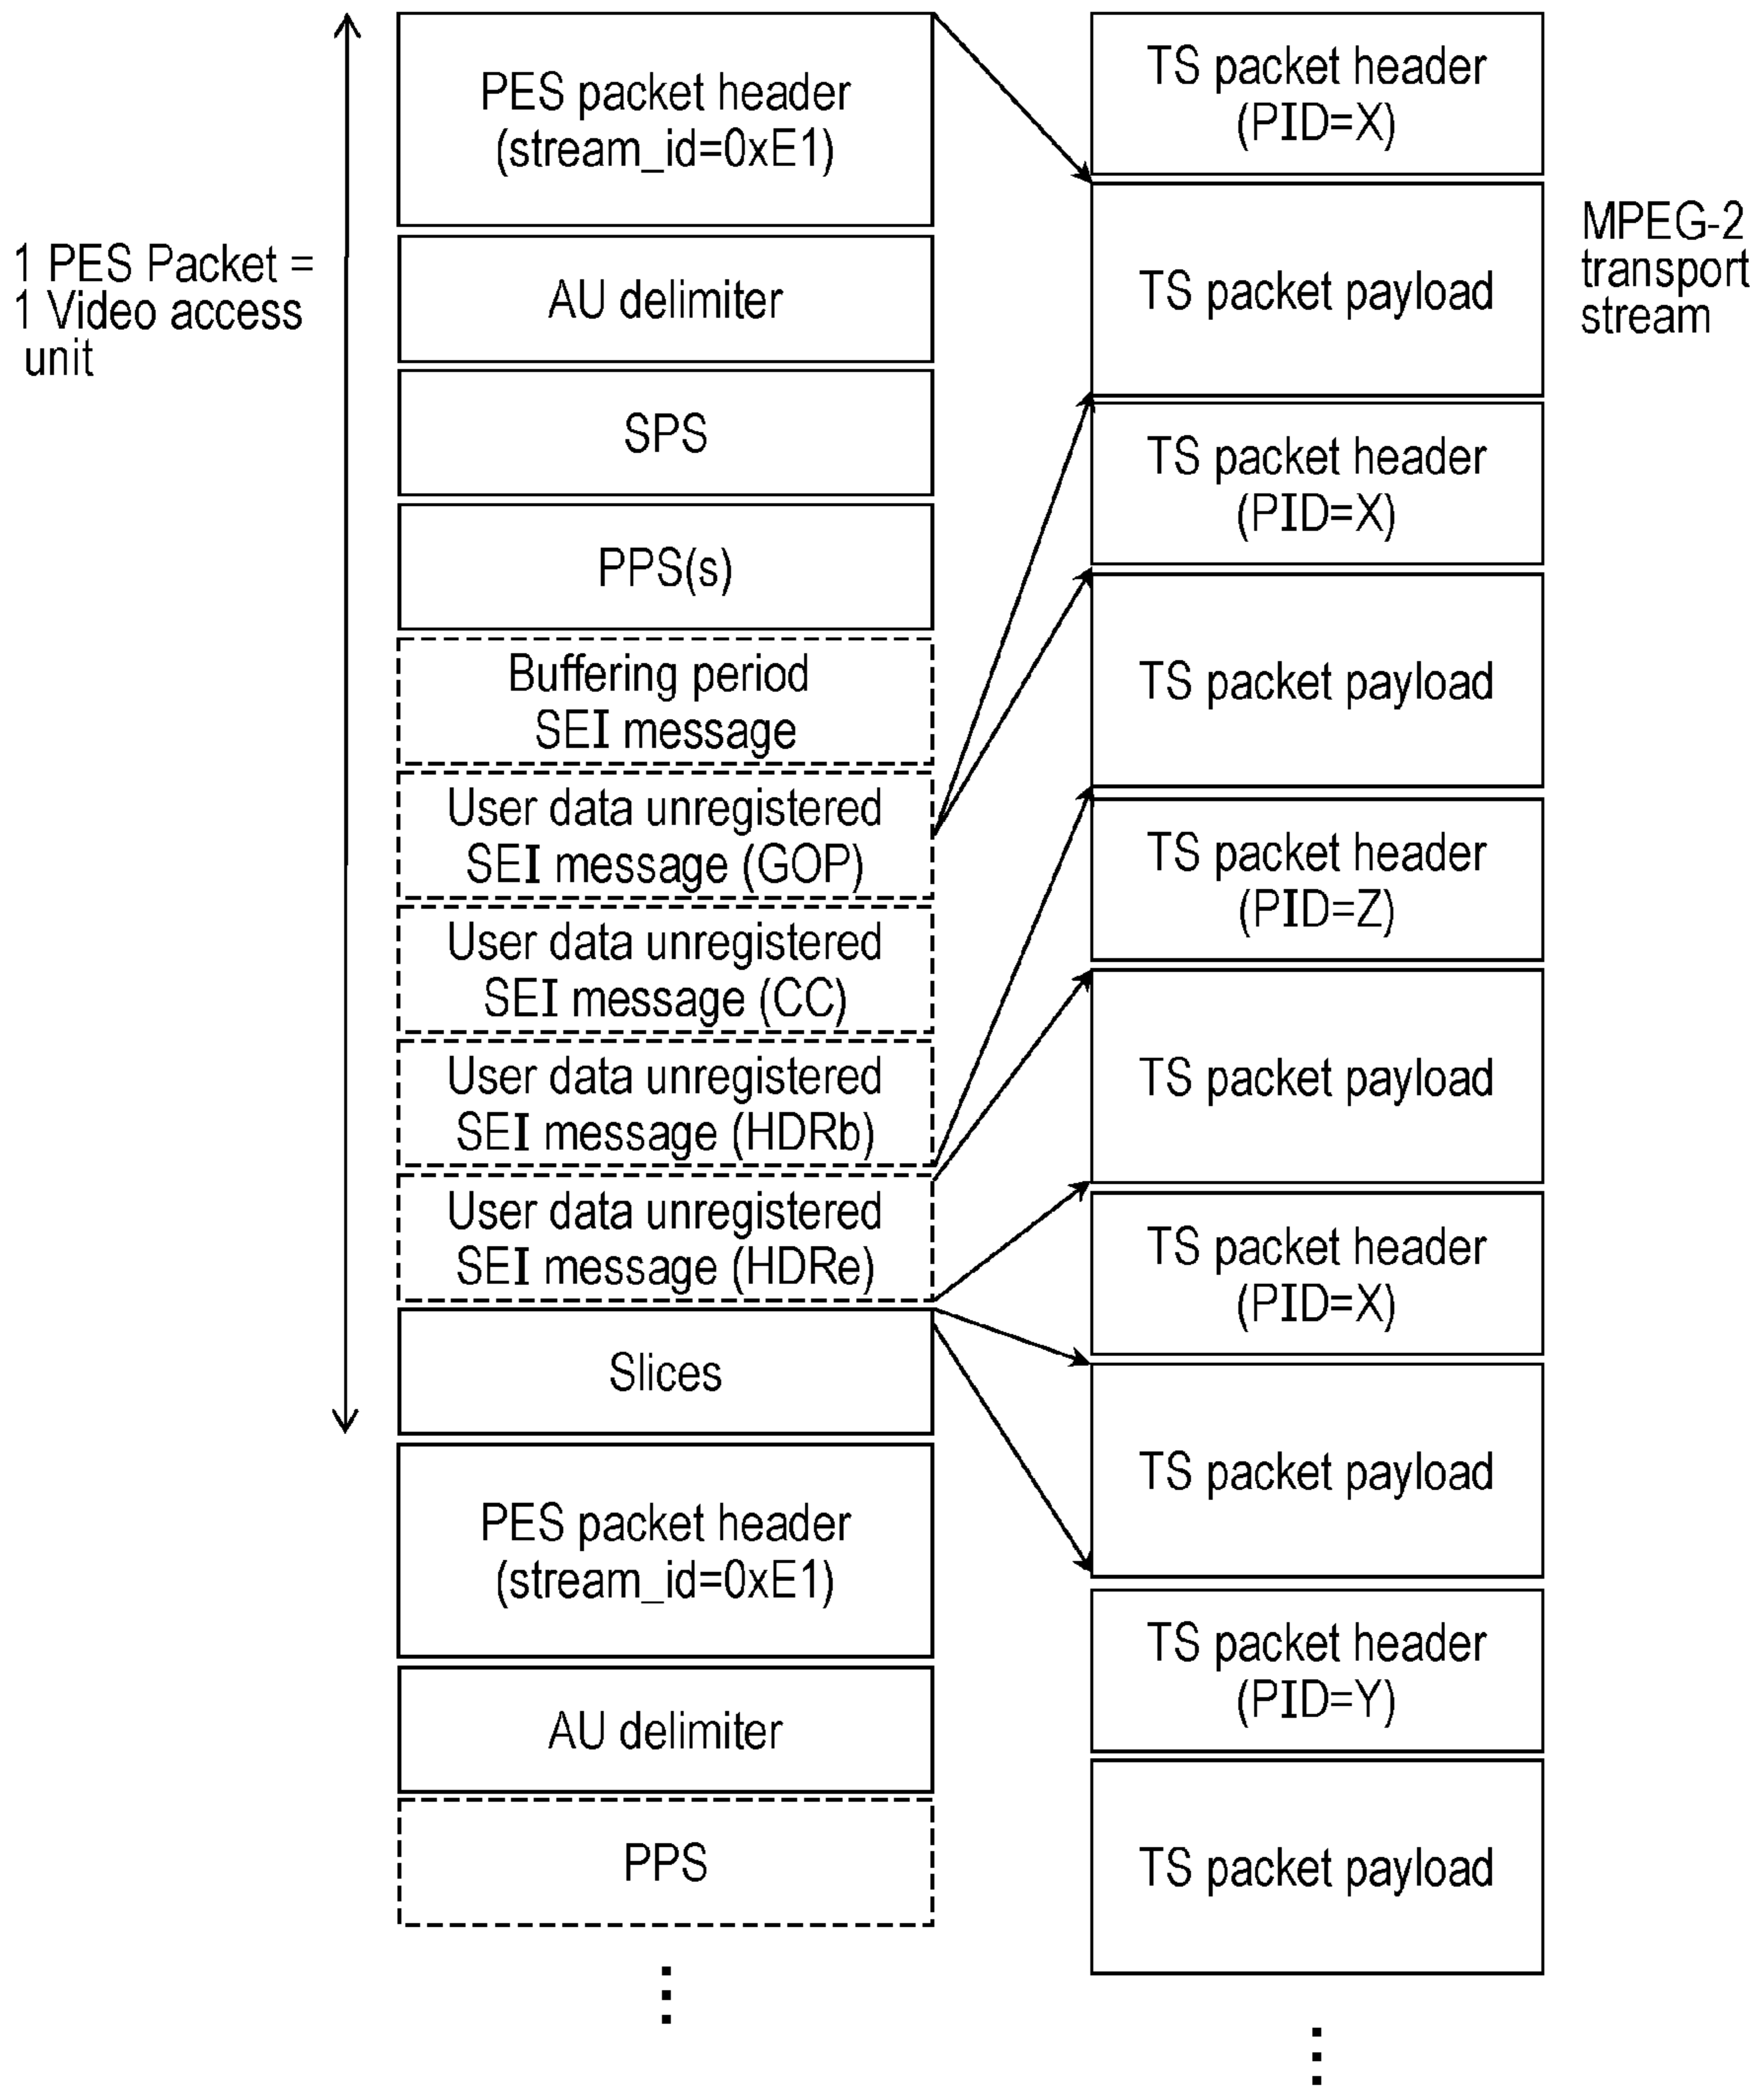 1 PES Packet =
1 Video access
unit
PES packet header
(stream_id=0xE1)
AU delimiter
SPS
PPS(s)
Buffering period
SEI message
User data unregistered
SEI message (GOP)
User data unregistered
SEI message (CC)
User data unregistered
SEI message (HDRb)
User data unregistered
SEI message (HDRe)
Slices
PES packet header
(stream_id=0xE1)
AU delimiter
PPS
TS packet header
(PID=X)
TS packet payload
TS packet header
(PID=X)
TS packet payload
TS packet header
(PID=Z)
TS packet payload
TS packet header
(PID=X)
TS packet payload
TS packet header
(PID=Y)
TS packet payload
MPEG-2
transport
stream